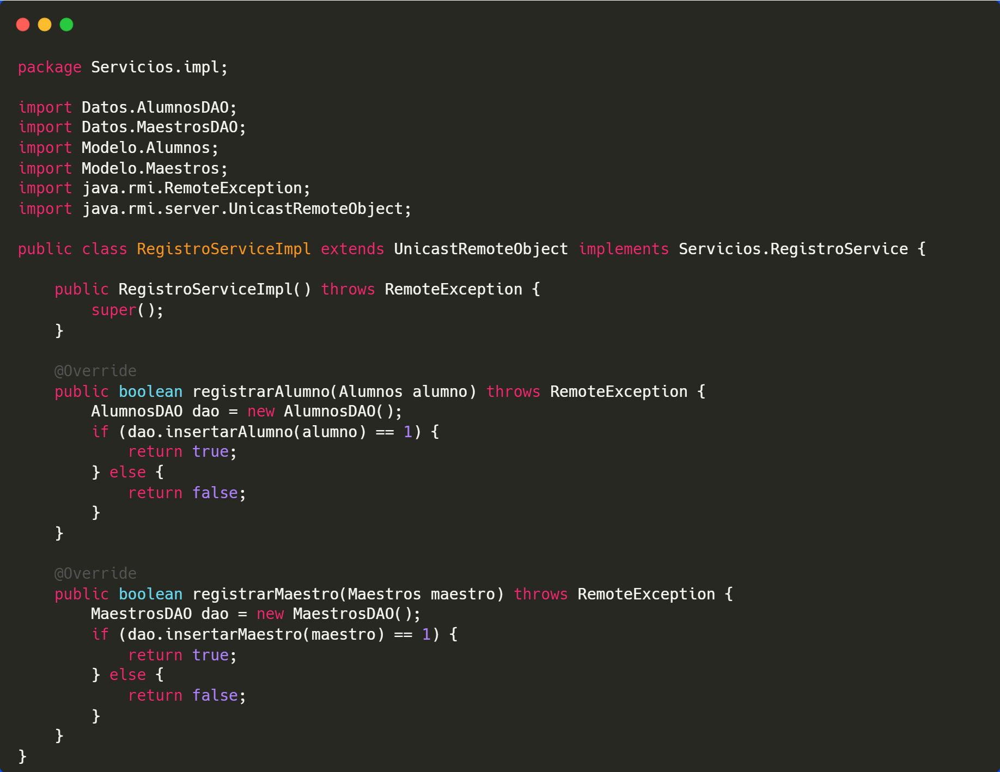 package Servicios.impl;
import Datos.AlumnosDAO;
import Datos.MaestrosDAO;
import Modelo.Alumnos;
import Modelo.Maestros;
import java.rmi.RemoteException;
import java.rmi.server.UnicastRemoteObject;
public class RegistroServiceImpl extends UnicastRemoteObject implements Servicios.RegistroService {
    public RegistroServiceImpl() throws RemoteException {
        super();
    }
    @Override
    public boolean registrarAlumno(Alumnos alumno) throws RemoteException {
        AlumnosDAO dao = new AlumnosDAO();
        if (dao.insertarAlumno(alumno) == 1) {
            return true;
        } else {
            return false;
        }
    }
    @Override
    public boolean registrarMaestro(Maestros maestro) throws RemoteException {
        MaestrosDAO dao = new MaestrosDAO();
        if (dao.insertarMaestro(maestro) == 1) {
            return true;
        } else {
            return false;
        }
    }
}